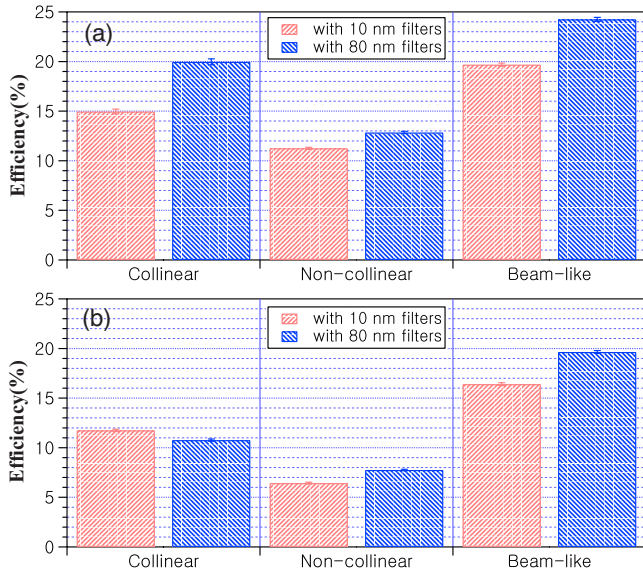 (a)
with 10 nm filters
with 80 nm filters
Efficiency(%)
25
20
15
10
5
0
Collinear Non-collinear Beam-like
(b)
with 10 nm filters
with 80 nm filters
Efficiency(%)
25
20
15
10
5
0
Collinear Non-collinear Beam-like